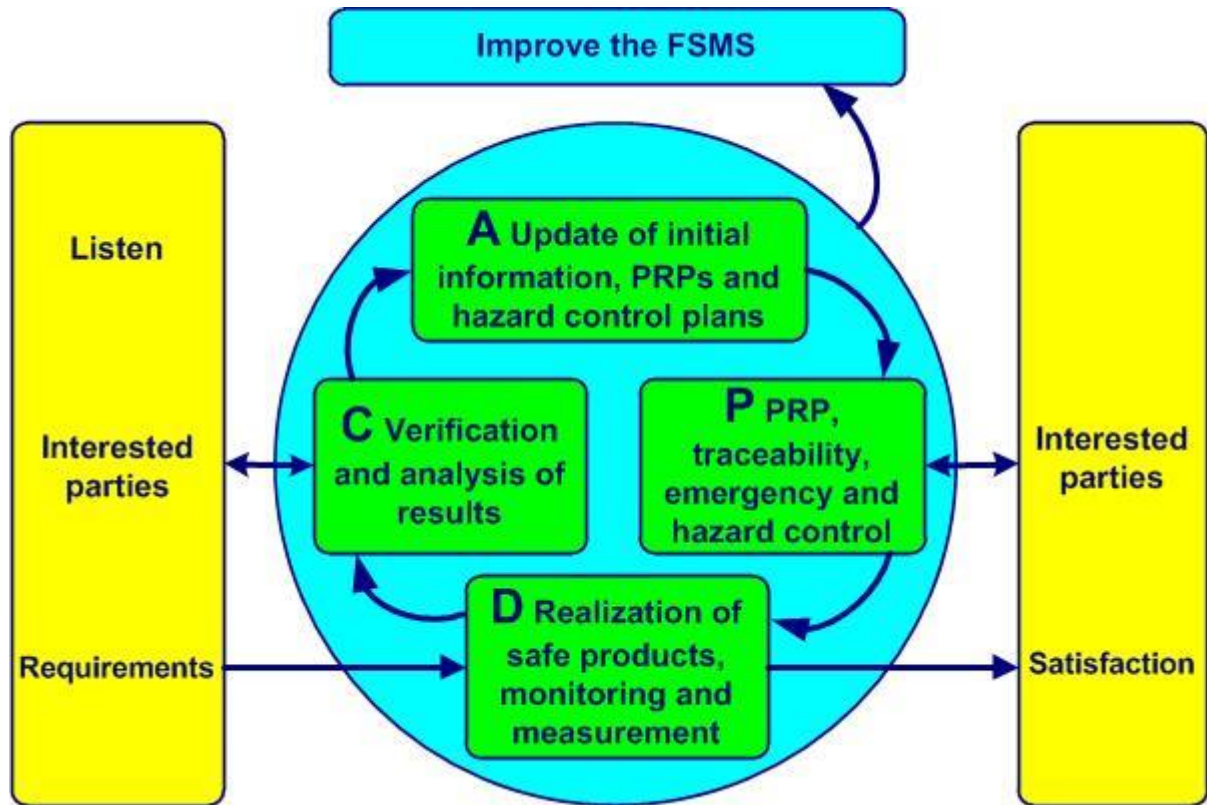 Improve the FSMS
Listen
Interested
parties
Requirements
A Update of initial
information, PRPs and
hazard control plans
C Verification
and analysis of
results
P PRP,
traceability,
emergency and
hazard control
D Realization of
safe products,
monitoring and
measurement
Interested
parties
Satisfaction